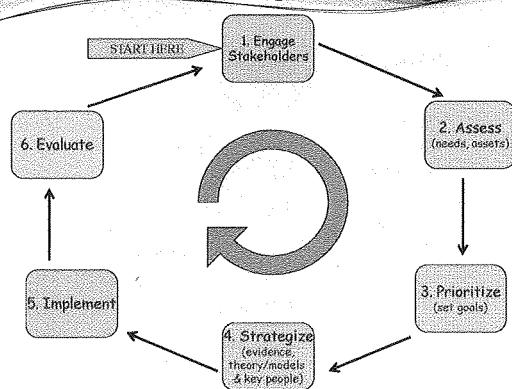 START HERE
1. Engage
Stakeholders
2. Assess
(needs, assets)
3. Prioritize
(set goals)
4. Strategize
(evidence,
theory/models
& key people)
5. Implement
6. Evaluate